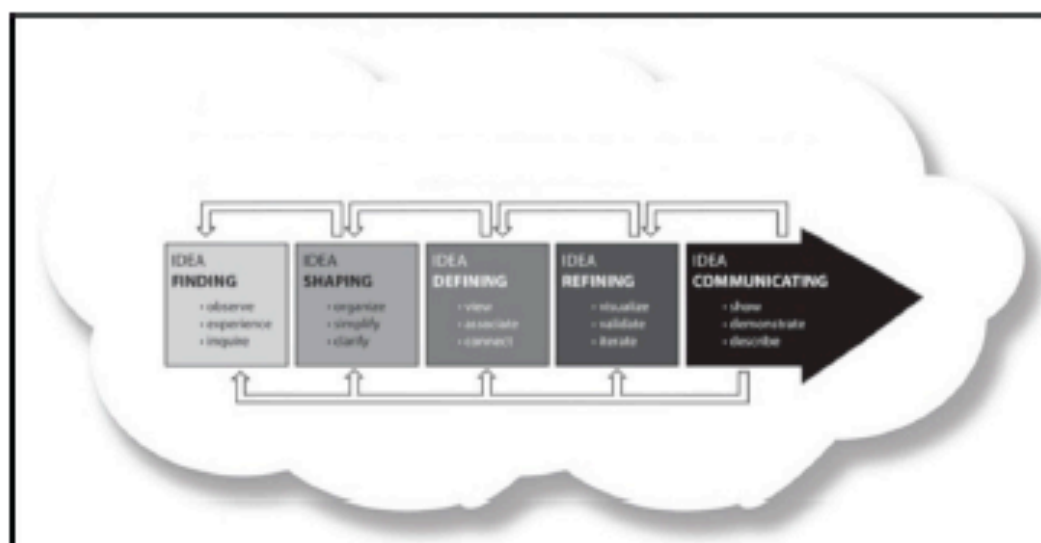 IDEA
FINDING
• observe
• experience
• inquire
IDEA
SHAPING
• organize
• simplify
• clarify
IDEA
DEFINING
• view
• associate
• connect
IDEA
REFINING
• visualize
• validate
• iterate
IDEA
COMMUNICATING
• show
• demonstrate
• describe